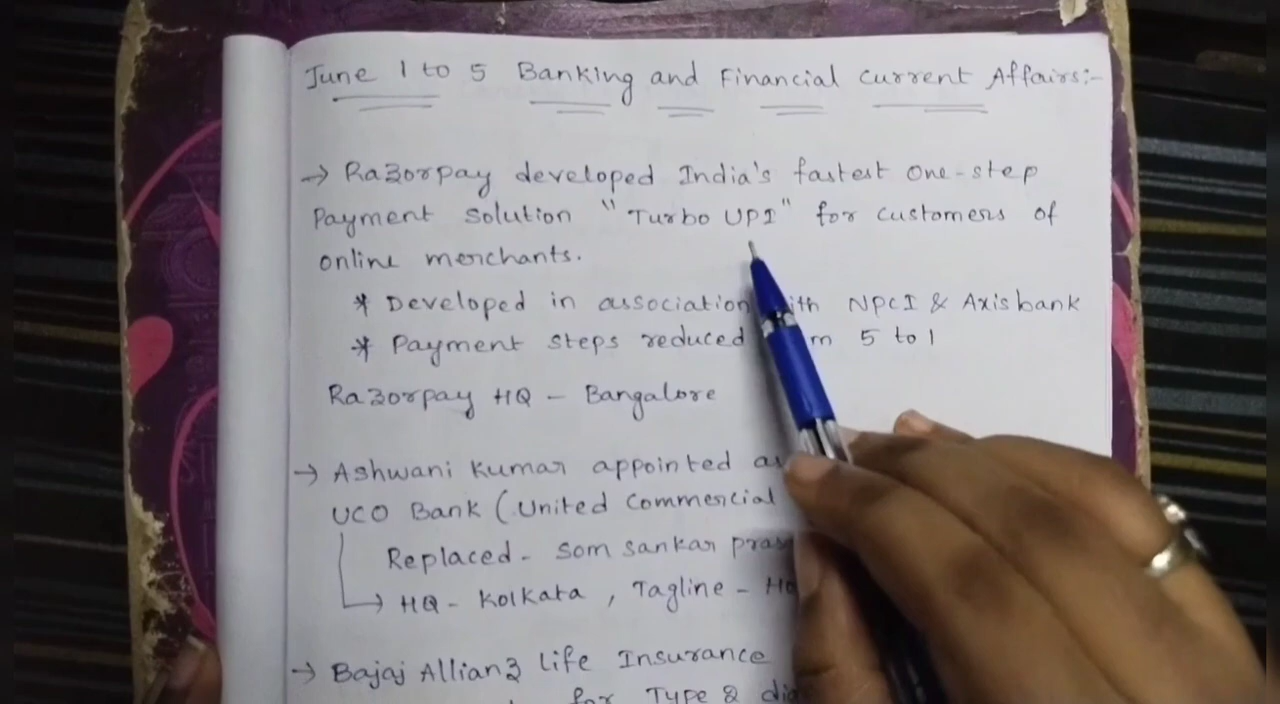 June 1 to 5 Banking and Financial Current Affairs:-
→ Razorpay developed India's fastest one-step
Payment solution "Turbo UPI" for customers of
online merchants.
* Developed in association with NPCI & Axis bank
* Payment steps reduced m 5 to 1
Razorpay HQ - Bangalore
→ Ashwani Kumar appointed as
UCO Bank (United Commercial
Replaced - Som Sankar
→ HQ - Kolkata, Tagline -
→ Bajaj Allianz life Insurance
for Type 2